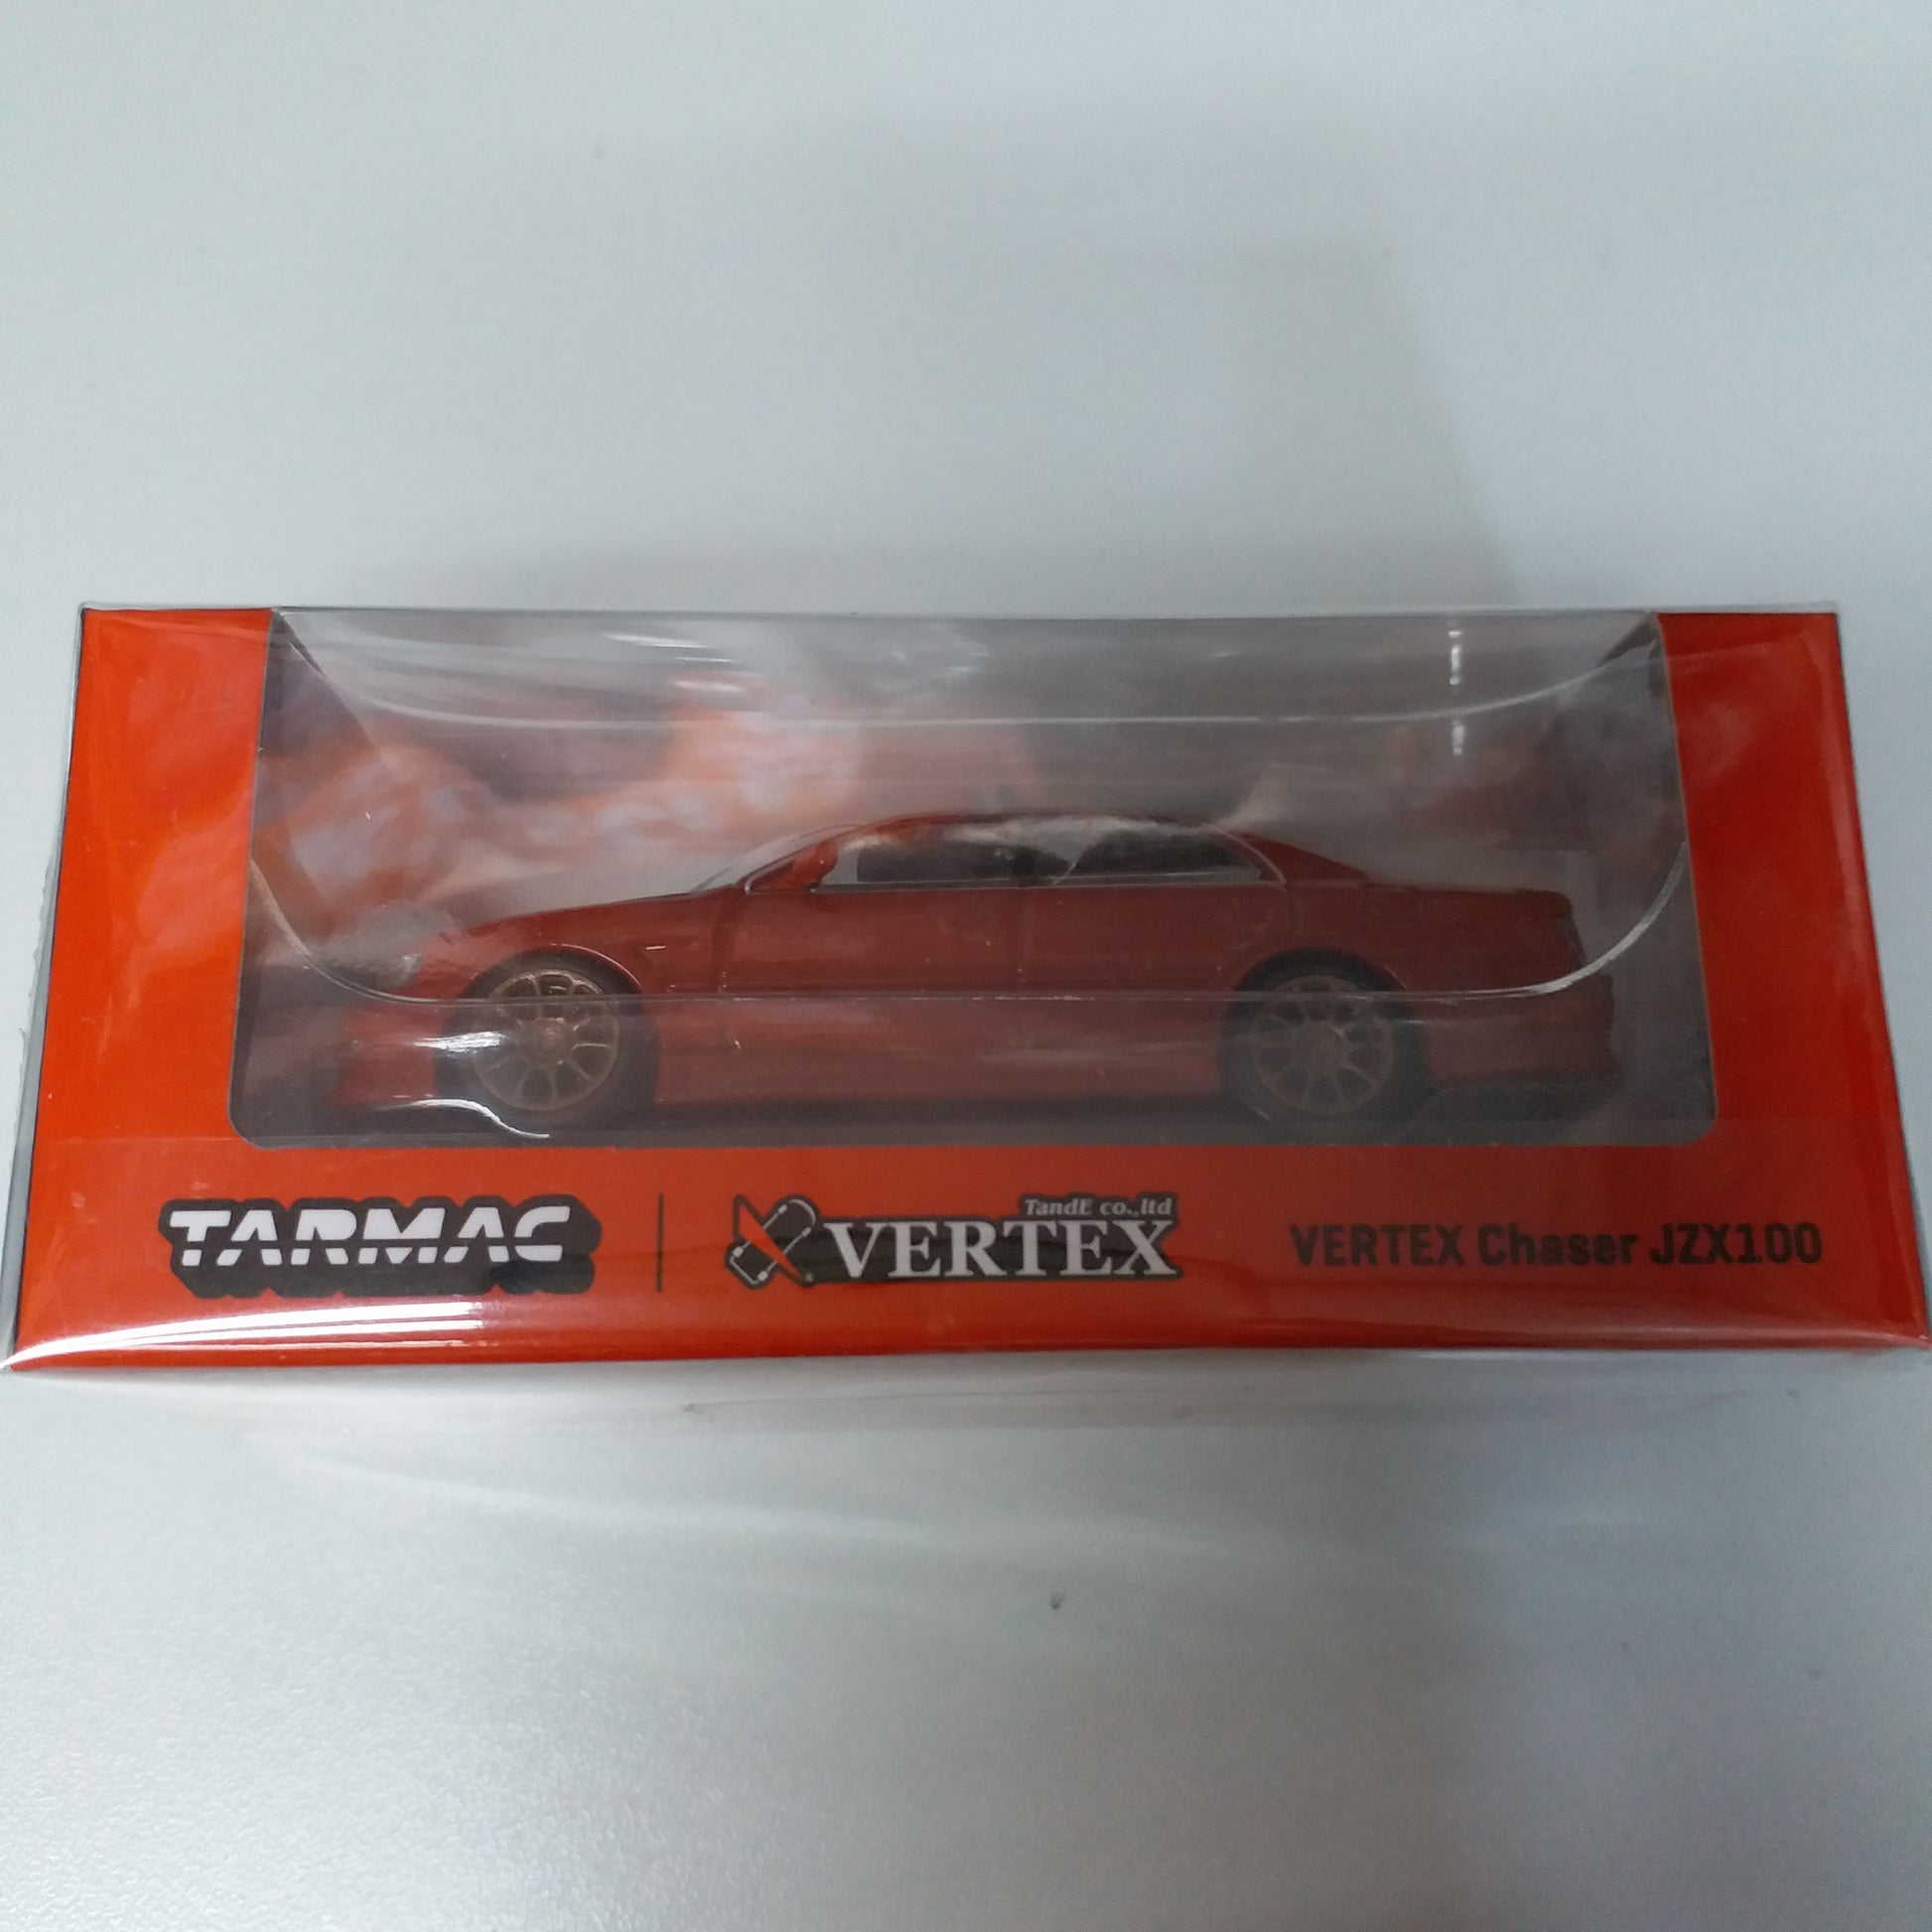 TARMAC
TandE co.,ltd
VERTEX
VERTEX Chaser JZX100